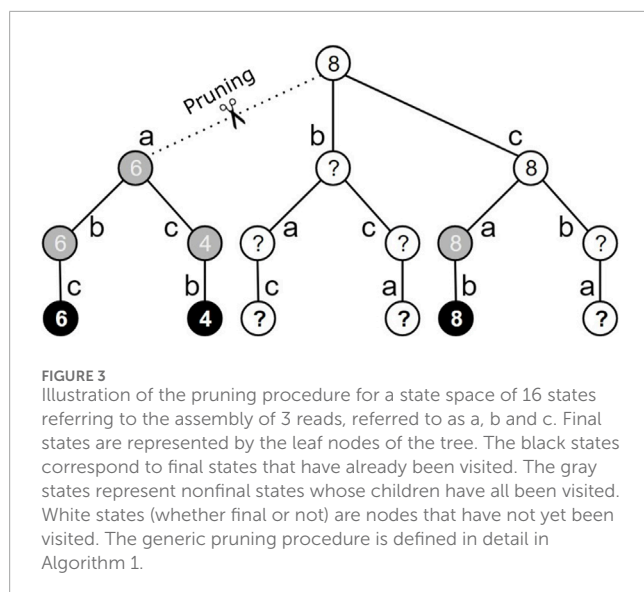 8
Pruning
a
b
c
6
?
8
b
c
a
c
a
b
6
4
?
?
8
?
c
b
c
a
b
a
6
4
?
?
8
?
FIGURE 3
Illustration of the pruning procedure for a state space of 16 states
referring to the assembly of 3 reads, referred to as a, b and c. Final
states are represented by the leaf nodes of the tree. The black states
correspond to final states that have already been visited. The gray
states represent nonfinal states whose children have all been visited.
White states (whether final or not) are nodes that have not yet been
visited. The generic pruning procedure is defined in detail in
Algorithm 1.